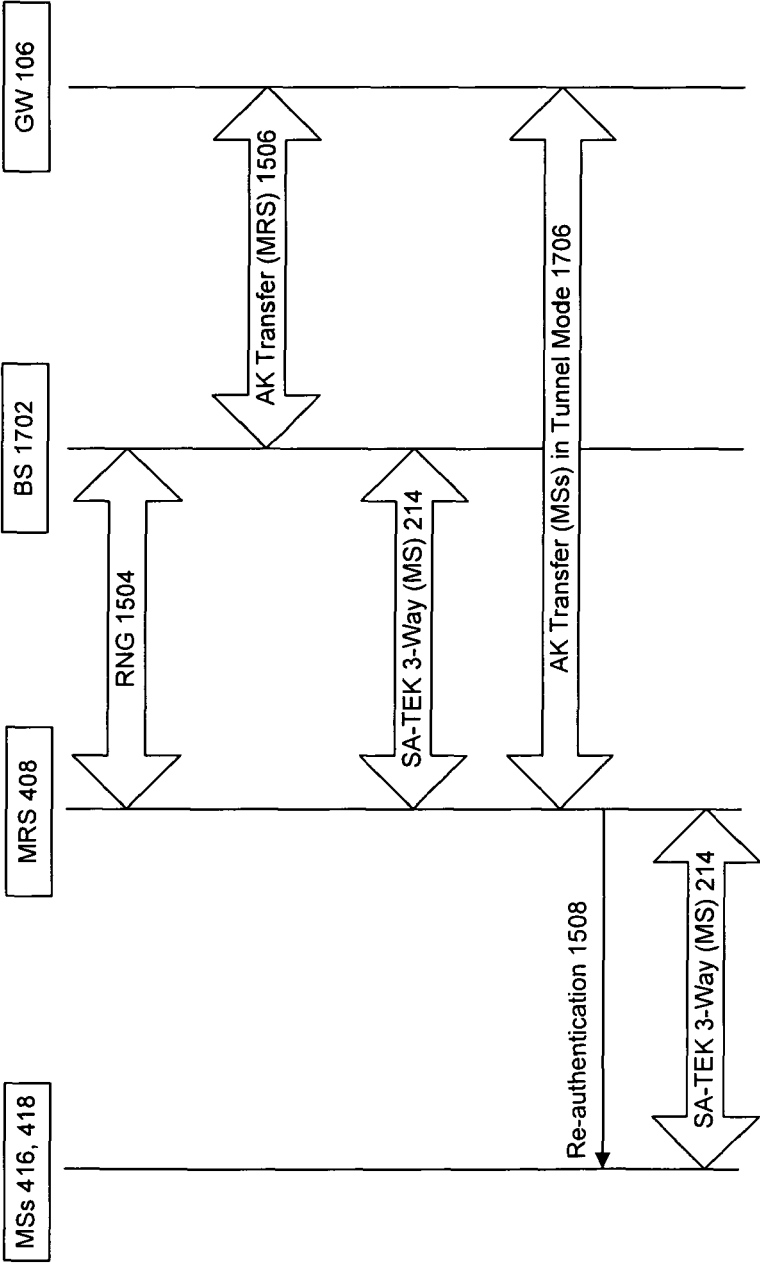 MSs 416, 418
MRS 408
BS 1702
GW 106
RNG 1504
AK Transfer (MRS) 1506
SA-TEK 3-Way (MS) 214
AK Transfer (MSs) in Tunnel Mode 1706
Re-authentication 1508
SA-TEK 3-Way (MS) 214